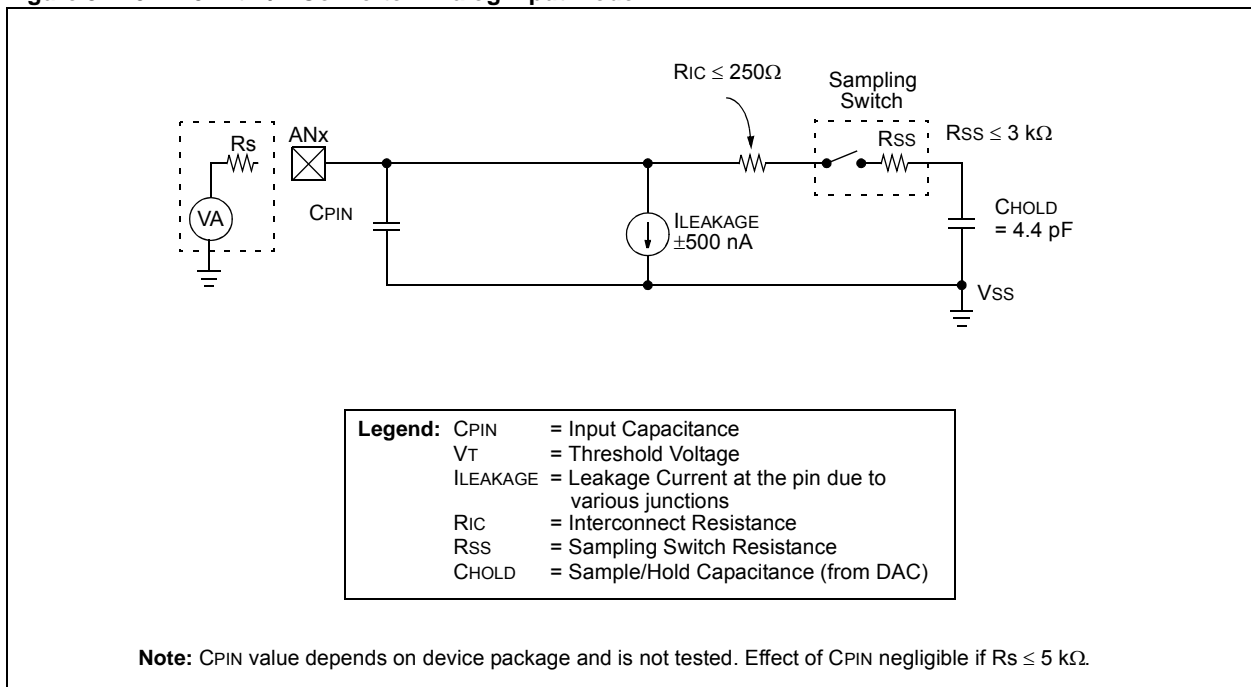 RIC ≤ 250Ω
Sampling
Switch
Rs
ANx
RSS
RSS ≤ 3 kΩ
VA
CPIN
ILEAKAGE
±500 nA
CHOLD
= 4.4 pF
VSS
Legend: CPIN = Input Capacitance
VT = Threshold Voltage
ILEAKAGE = Leakage Current at the pin due to
various junctions
RIC = Interconnect Resistance
RSS = Sampling Switch Resistance
CHOLD = Sample/Hold Capacitance (from DAC)
Note: CPIN value depends on device package and is not tested. Effect of CPIN negligible if Rs ≤ 5 kΩ.